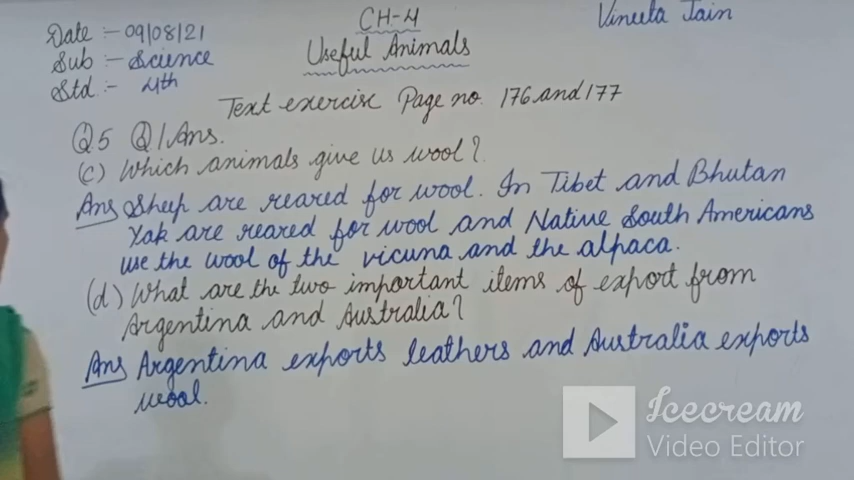 Date :- 09/08/21
Sub :- Science
Std :- 4th
CH-4
Useful Animals
Vineeta Jain
Text exercise Page no. 176 and 177
Q5 Q/Ans.
(c) Which animals give us wool?
Ans Sheep are reared for wool. In Tibet and Bhutan
Yak are reared for wool and Native South Americans
use the wool of the vicuna and the alpaca.
(d) What are the two important items of export from
Argentina and Australia?
Ans Argentina exports leathers and Australia exports
wool.
Icecream
Video Editor